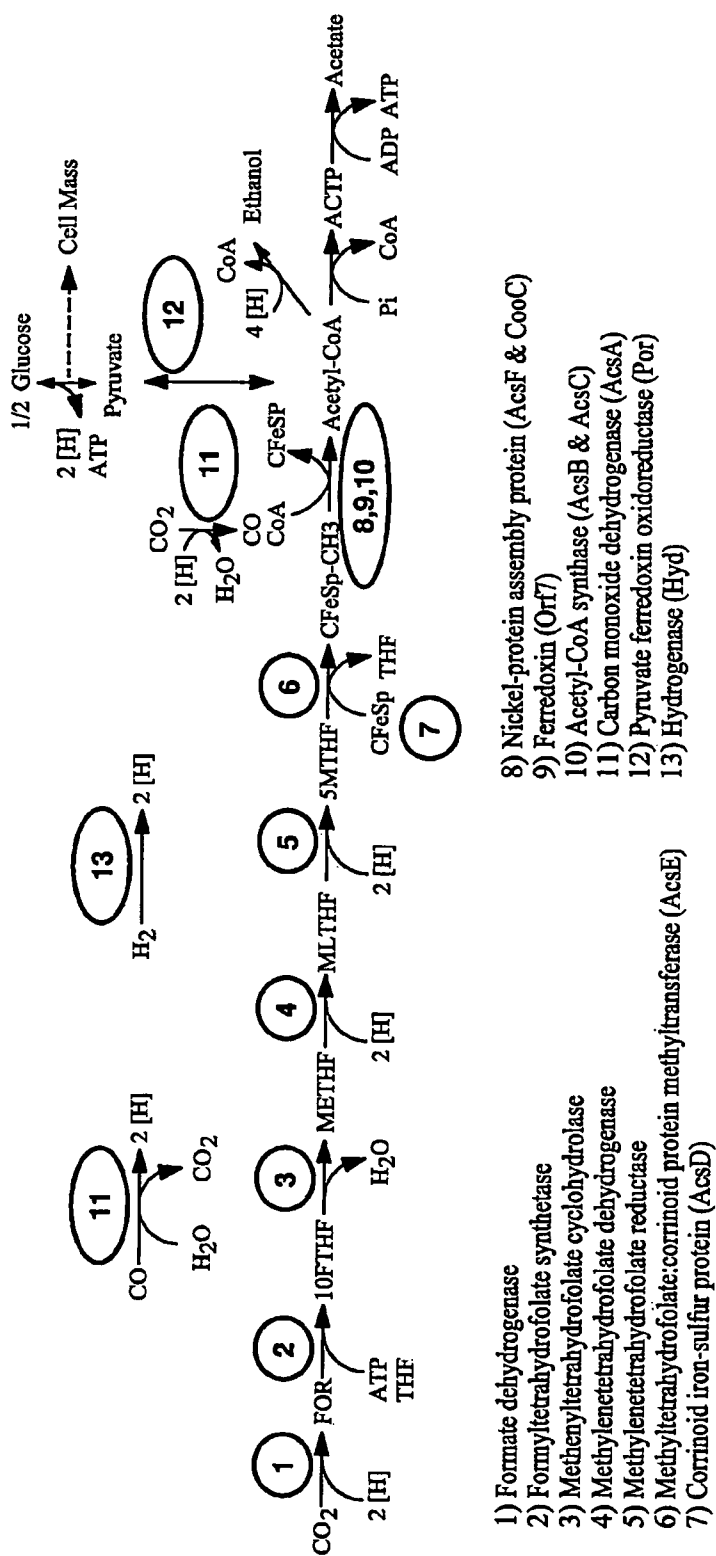 1/2 Glucose
2 [H]
ATP
Cell Mass
Pyruvate
12
11
CO
2 [H]
H2O
CO2
13
H2
2 [H]
CO2
2 [H]
H2O
11
CO
CoA
CFeSP
4 [H]
CoA
Ethanol
1
2
3
4
5
6
CO2
FOR
10FTHF
METHF
MLTHF
5MTHF
CFeSp-CH3
Acetyl-CoA
ACTP
Acetate
2 [H]
ATP
THF
H2O
2 [H]
2 [H]
CFeSp
THF
7
8,9,10
Pi
CoA
ADP
ATP
1) Formate dehydrogenase
2) Formyltetrahydrofolate synthetase
3) Methenyltetrahydrofolate cyclohydrolase
4) Methylenetetrahydrofolate dehydrogenase
5) Methylenetetrahydrofolate reductase
6) Methyltetrahydrofolate:corrinoid protein methyltransferase (AcsE)
7) Corrinoid iron-sulfur protein (AcsD)
8) Nickel-protein assembly protein (AcsF & CooC)
9) Ferredoxin (Orf7)
10) Acetyl-CoA synthase (AcsB & AcsC)
11) Carbon monoxide dehydrogenase (AcsA)
12) Pyruvate ferredoxin oxidoreductase (Por)
13) Hydrogenase (Hyd)